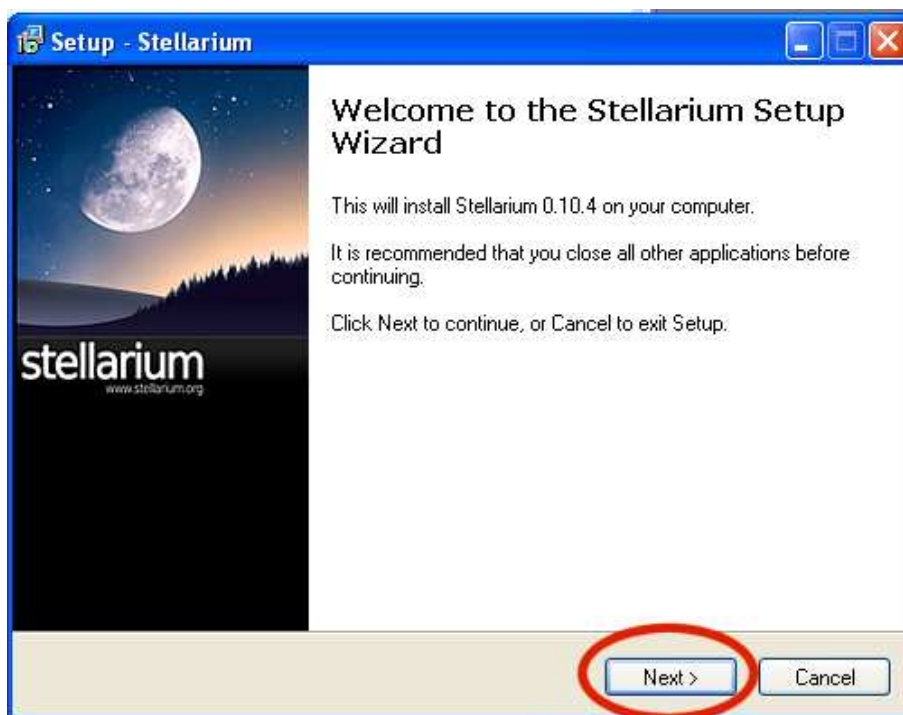 Setup - Stellarium
Welcome to the Stellarium Setup
Wizard
This will install Stellarium 0.10.4 on your computer.
It is recommended that you close all other applications before
continuing.
Click Next to continue, or Cancel to exit Setup.
stellarium
www.stellarium.org
Next >
Cancel